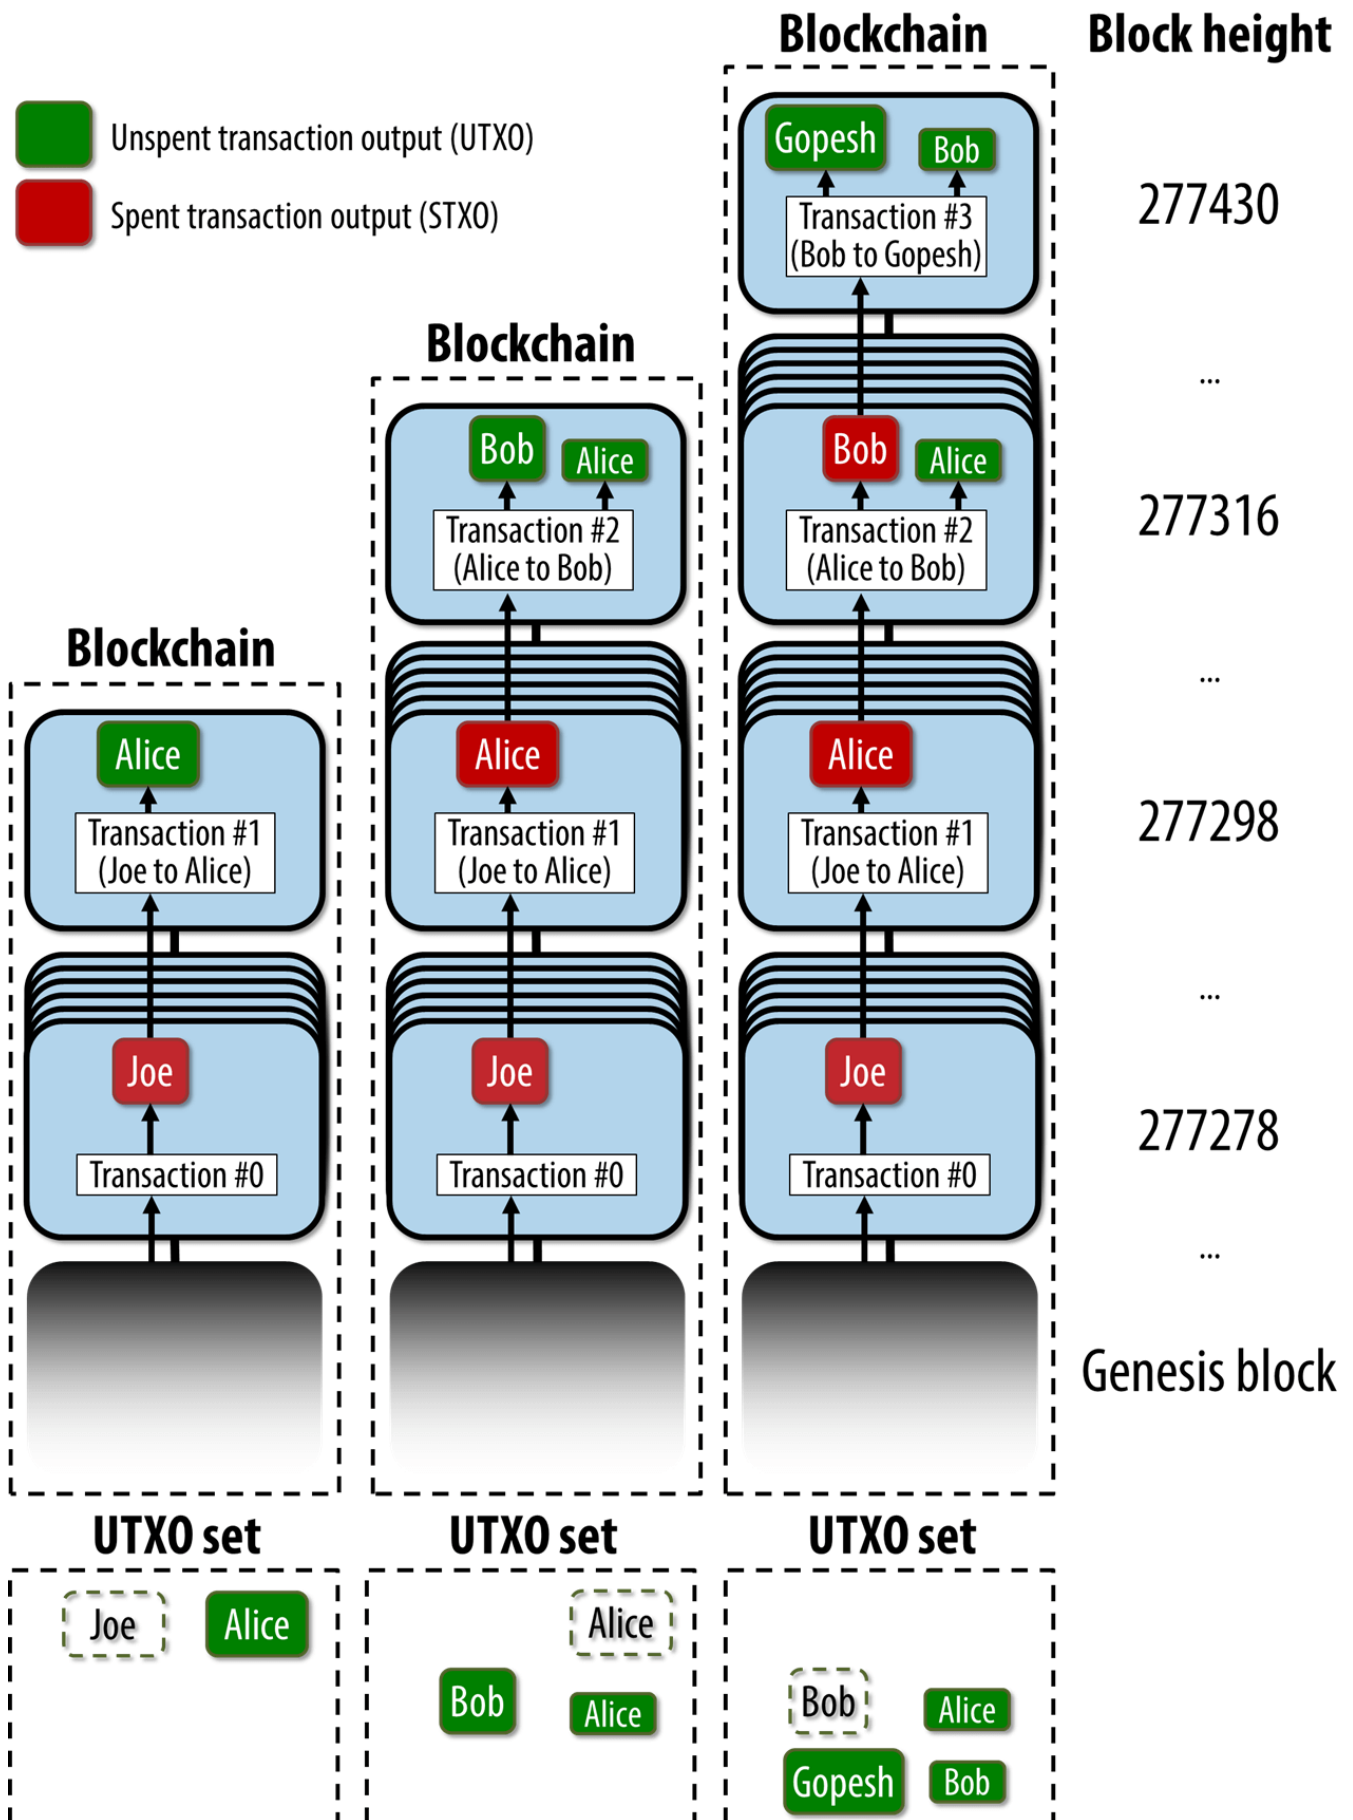 Blockchain
Block height
Unspent transaction output (UTXO)
Spent transaction output (STXO)
Gopesh
Bob
Transaction #3
(Bob to Gopesh)
277430
Blockchain
...
Bob
Alice
Transaction #2
(Alice to Bob)
Bob
Alice
Transaction #2
(Alice to Bob)
277316
Blockchain
...
Alice
Transaction #1
(Joe to Alice)
Alice
Transaction #1
(Joe to Alice)
Alice
Transaction #1
(Joe to Alice)
277298
...
Joe
Transaction #0
Joe
Transaction #0
Joe
Transaction #0
277278
...
Genesis block
UTXO set
UTXO set
UTXO set
Joe
Alice
Alice
Bob
Alice
Bob
Alice
Gopesh
Bob